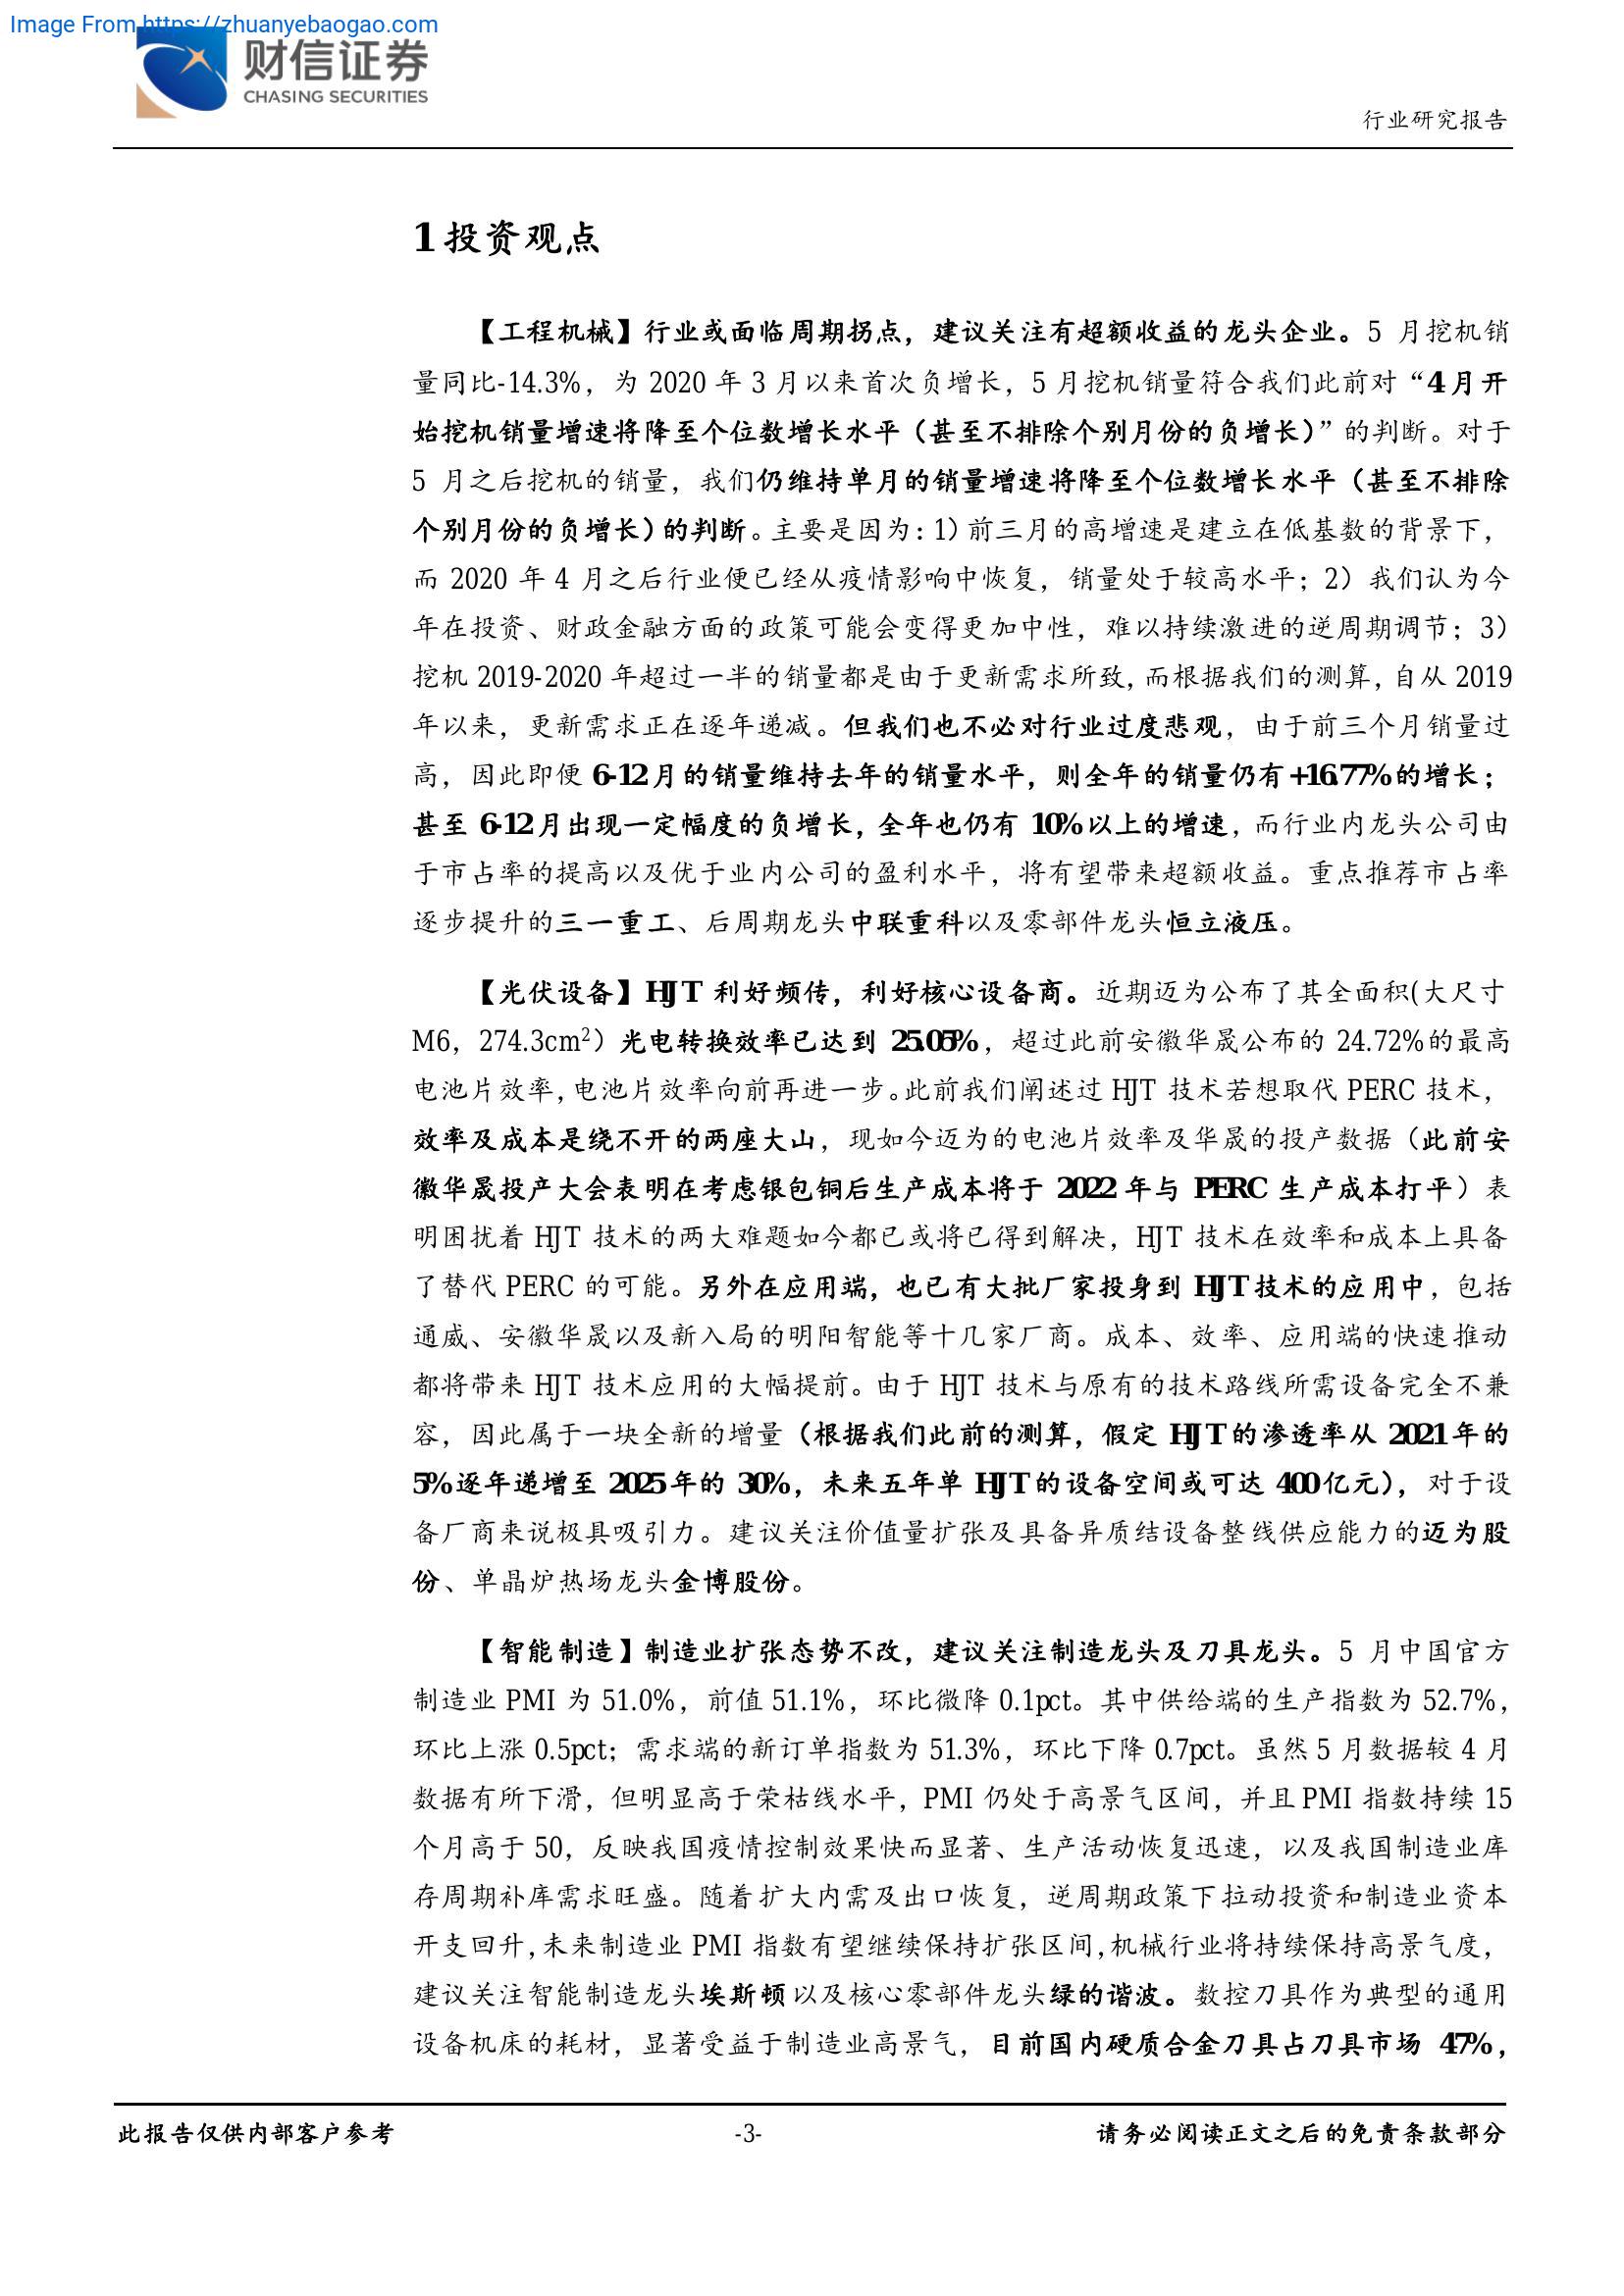 Image From https://zhuanyebaogao.com
财信证券
CHASING SECURITIES
行业研究报告
1 投资观点
【工程机械】行业或面临周期拐点，建议关注有超额收益的龙头企业。5 月挖机销
量同比-14.3%，为 2020 年 3 月以来首次负增长，5 月挖机销量符合我们此前对“4 月开
始挖机销量增速将降至个位数增长水平（甚至不排除个别月份的负增长）”的判断。对于
5 月之后挖机的销量，我们仍维持单月的销量增速将降至个位数增长水平（甚至不排除
个别月份的负增长）的判断。主要是因为：1）前三月的高增速是建立在低基数的背景下，
而 2020 年 4 月之后行业便已经从疫情影响中恢复，销量处于较高水平；2）我们认为今
年在投资、财政金融方面的政策可能会变得更加中性，难以持续激进的逆周期调节；3）
挖机 2019-2020 年超过一半的销量都是由于更新需求所致，而根据我们的测算，自从 2019
年以来，更新需求正在逐年递减。但我们也不必对行业过度悲观，由于前三个月销量过
高，因此即便 6-12 月的销量维持去年的销量水平，则全年的销量仍有+16.77%的增长；
甚至 6-12 月出现一定幅度的负增长，全年也仍有 10%以上的增速，而行业内龙头公司由
于市占率的提高以及优于业内公司的盈利水平，将有望带来超额收益。重点推荐市占率
逐步提升的三一重工、后周期龙头中联重科以及零部件龙头恒立液压。
【光伏设备】HJT 利好频传，利好核心设备商。近期迈为公布了其全面积(大尺寸
M6，274.3cm²）光电转换效率已达到 25.05%，超过此前安徽华晟公布的 24.72%的最高
电池片效率，电池片效率向前再进一步。此前我们阐述过 HJT 技术若想取代 PERC 技术，
效率及成本是绕不开的两座大山，现如今迈为的电池片效率及华晟的投产数据（此前安
徽华晟投产大会表明在考虑银包铜后生产成本将于 2022 年与 PERC 生产成本打平）表
明困扰着 HJT 技术的两大难题如今都已或将已得到解决，HJT 技术在效率和成本上具备
了替代 PERC 的可能。另外在应用端，也已有大批厂家投身到 HJT 技术的应用中，包括
通威、安徽华晟以及新入局的明阳智能等十几家厂商。成本、效率、应用端的快速推动
都将带来 HJT 技术应用的大幅提前。由于 HJT 技术与原有的技术路线所需设备完全不兼
容，因此属于一块全新的增量（根据我们此前的测算，假定 HJT 的渗透率从 2021 年的
5%逐年递增至 2025 年的 30%，未来五年单 HJT 的设备空间或可达 400 亿元），对于设
备厂商来说极具吸引力。建议关注价值量扩张及具备异质结设备整线供应能力的迈为股
份、单晶炉热场龙头金博股份。
【智能制造】制造业扩张态势不改，建议关注制造龙头及刀具龙头。5 月中国官方
制造业 PMI 为 51.0%，前值 51.1%，环比微降 0.1pct。其中供给端的生产指数为 52.7%，
环比上涨 0.5pct；需求端的新订单指数为 51.3%，环比下降 0.7pct。虽然 5 月数据较 4 月
数据有所下滑，但明显高于荣枯线水平，PMI 仍处于高景气区间，并且 PMI 指数持续 15
个月高于 50，反映我国疫情控制效果快而显著、生产活动恢复迅速，以及我国制造业库
存周期补库需求旺盛。随着扩大内需及出口恢复，逆周期政策下拉动投资和制造业资本
开支回升，未来制造业 PMI 指数有望继续保持扩张区间，机械行业将持续保持高景气度，
建议关注智能制造龙头埃斯顿以及核心零部件龙头绿的谐波。数控刀具作为典型的通用
设备机床的耗材，显著受益于制造业高景气，目前国内硬质合金刀具占刀具市场 47%，
此报告仅供内部客户参考
-3-
请务必阅读正文之后的免责条款部分